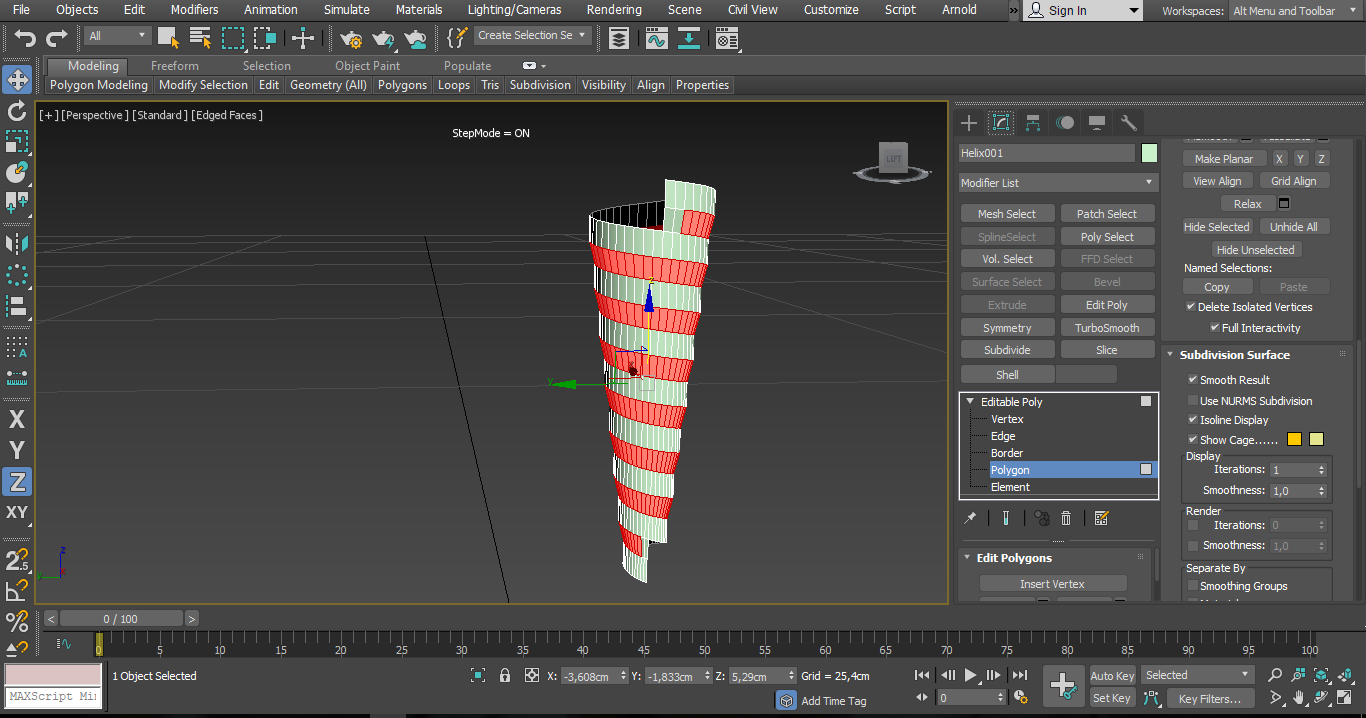 File Objects Edit Modifiers Animation Simulate Materials Lighting/Cameras Rendering Scene Civil View Customize Script Arnold » Sign In Workspaces: Alt Menu and Toolbar
All Create Selection Se
Modeling Freeform Selection Object Paint Populate
Polygon Modeling Modify Selection Edit Geometry (All) Polygons Loops Tris Subdivision Visibility Align Properties
[+] [Perspective ] [Standard ] [Edged Faces ]
StepMode = ON
LEFT
y
z
X
Y
Z
XY
2.5
Helix001
Modifier List
Mesh Select Patch Select
SplineSelect Poly Select
Vol. Select FFD Select
Surface Select Bevel
Extrude Edit Poly
Symmetry TurboSmooth
Subdivide Slice
Shell
Editable Poly
Vertex
Edge
Border
Polygon
Element
Edit Polygons
Insert Vertex
Make Planar X Y Z
View Align Grid Align
Relax
Hide Selected Unhide All
Hide Unselected
Named Selections:
Copy Paste
Delete Isolated Vertices
Full Interactivity
Subdivision Surface
Smooth Result
Use NURMS Subdivision
Isoline Display
Show Cage......
Display
Iterations: 1
Smoothness: 1,0
Render
Iterations: 0
Smoothness: 1,0
Separate By
Smoothing Groups
< 0 / 100 >
0 5 10 15 20 25 30 35 40 45 50 55 60 65 70 75 80 85 90 95 100
1 Object Selected X: -3,608cm Y: -1,833cm Z: 5,29cm Grid = 25,4cm Auto Key Selected
MAXScript Mi
Add Time Tag 0 Set Key Key Filters...